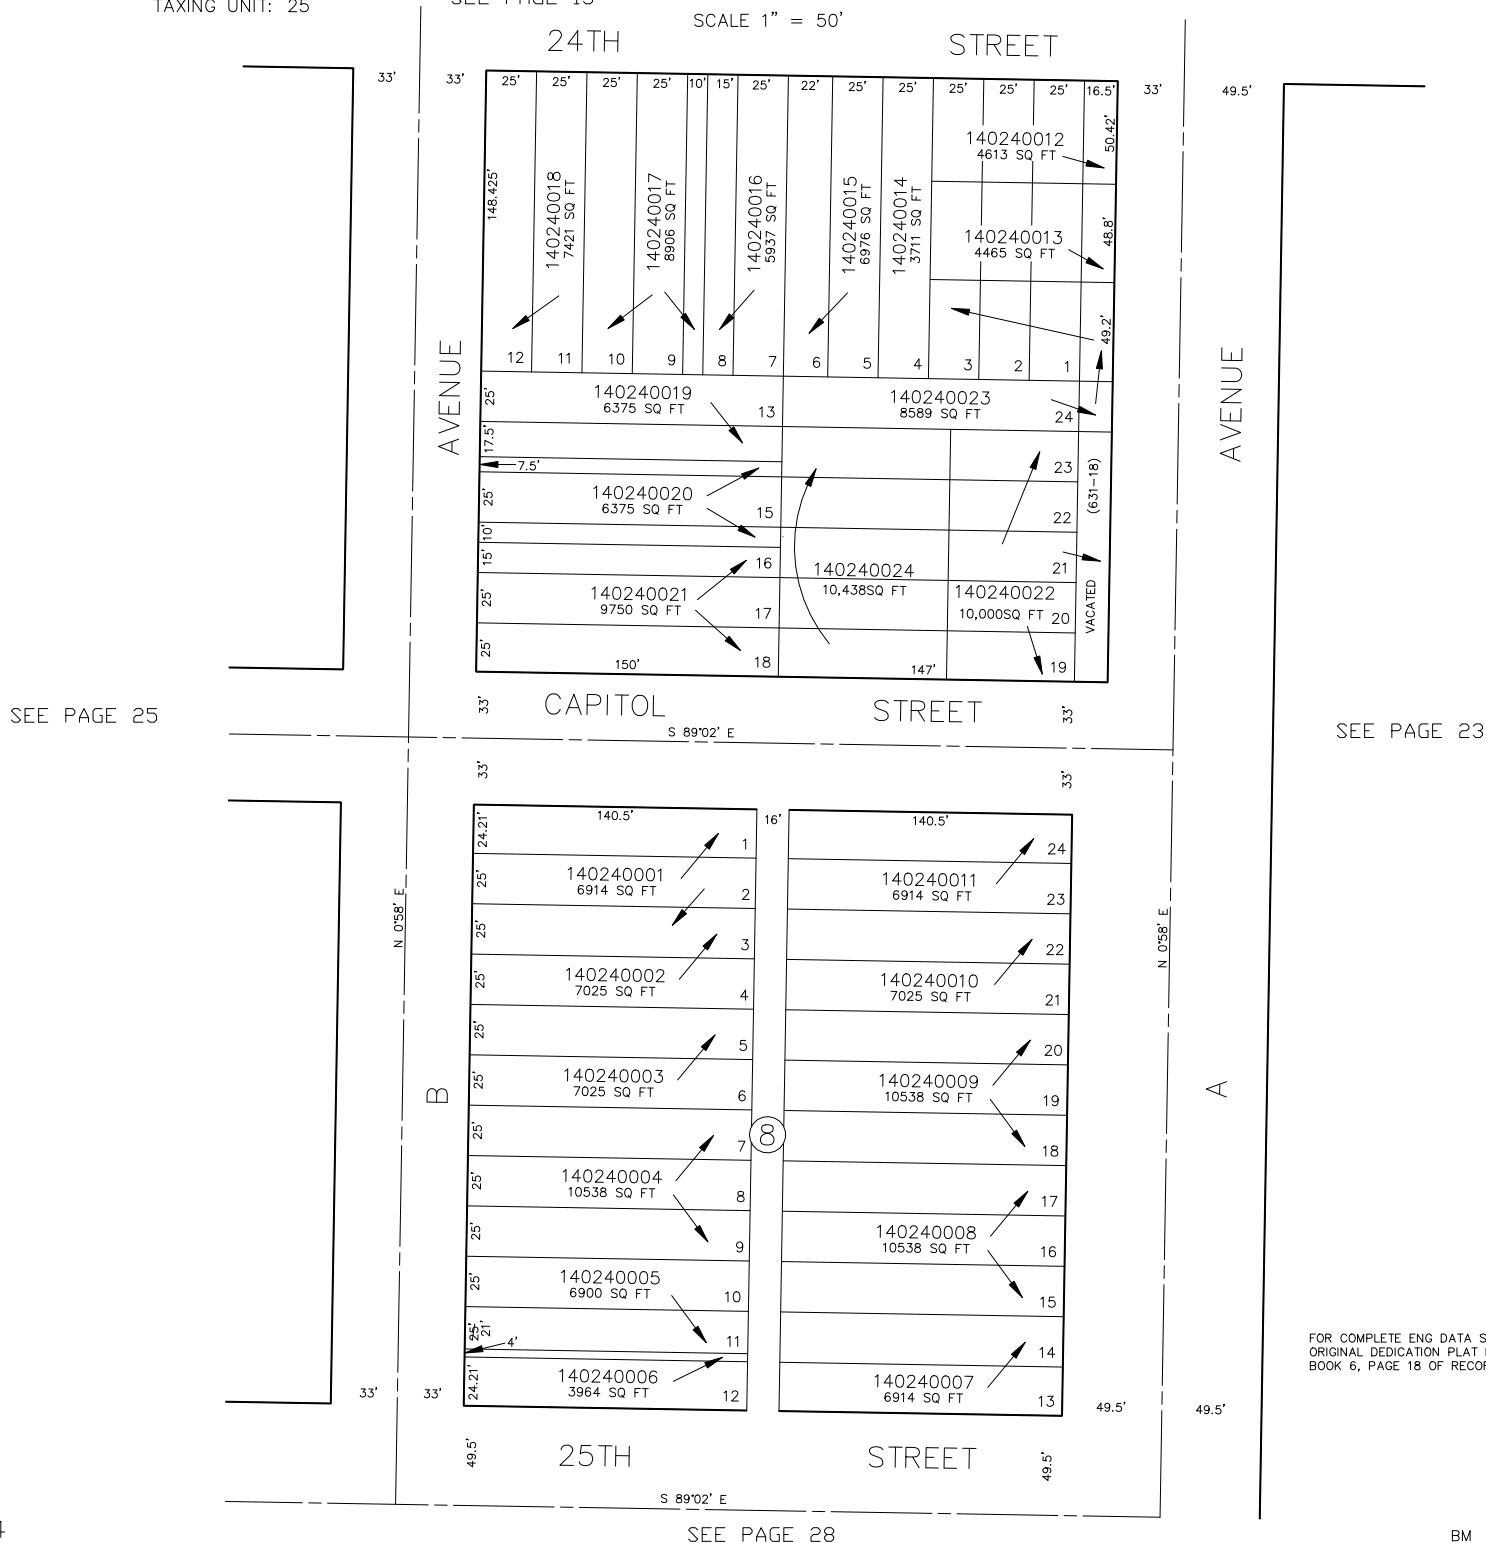 TAXING UNIT: 25
SCALE 1" = 50'
24TH STREET
33' 33' 25' 25' 25' 25' 10' 15' 25' 22' 25' 25' 25' 25' 25' 16.5' 33' 49.5'
148.425'
140240018
7421 SQ FT
140240017
8906 SQ FT
140240016
5937 SQ FT
140240015
6976 SQ FT
140240014
3711 SQ FT
140240012
4613 SQ FT
50.42'
140240013
4465 SQ FT
48.8'
49.2'
12 11 10 9 8 7 6 5 4 3 2 1
AVENUE
AVENUE
25'
140240019
6375 SQ FT
13
140240023
8589 SQ FT
24
17.5'
7.5'
23
(631-18)
25'
140240020
6375 SQ FT
15
22
10'
15'
16
21
140240024
10,438SQ FT
25'
140240021
9750 SQ FT
17
140240022
10,000SQ FT
20
VACATED
25'
150'
18
147'
19
33'
CAPITOL STREET
33'
SEE PAGE 25
SEE PAGE 23
S 89°02' E
33'
33'
24.21'
140.5'
1
16'
140.5'
24
25'
140240001
6914 SQ FT
2
140240011
6914 SQ FT
23
N 0°58' E
N 0°58' E
25'
3
22
25'
140240002
7025 SQ FT
4
140240010
7025 SQ FT
21
25'
5
20
B
25'
140240003
7025 SQ FT
6
140240009
10538 SQ FT
19
A
25'
7
8
18
25'
140240004
10538 SQ FT
8
17
25'
9
140240008
10538 SQ FT
16
25'
140240005
6900 SQ FT
10
15
25'
21'
11
4'
14
24.21'
140240006
3964 SQ FT
12
140240007
6914 SQ FT
13
33' 33' 49.5' 49.5'
FOR COMPLETE ENG DATA S
ORIGINAL DEDICATION PLAT
BOOK 6, PAGE 18 OF RECOR
49.5'
25TH STREET
49.5'
S 89°02' E
SEE PAGE 28
BM